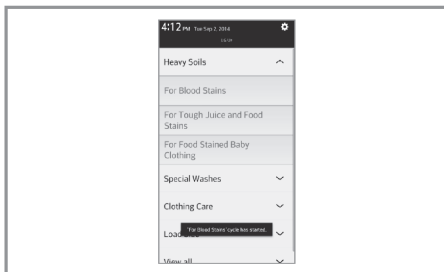 4:12 PM Tue Sep 2, 2014
Heavy Soils
For Blood Stains
For Tough Juice and Food
Stains
For Food Stained Baby
Clothing
Special Washes
Clothing Care
'For Blood Stains' cycle has started.
Load
View all